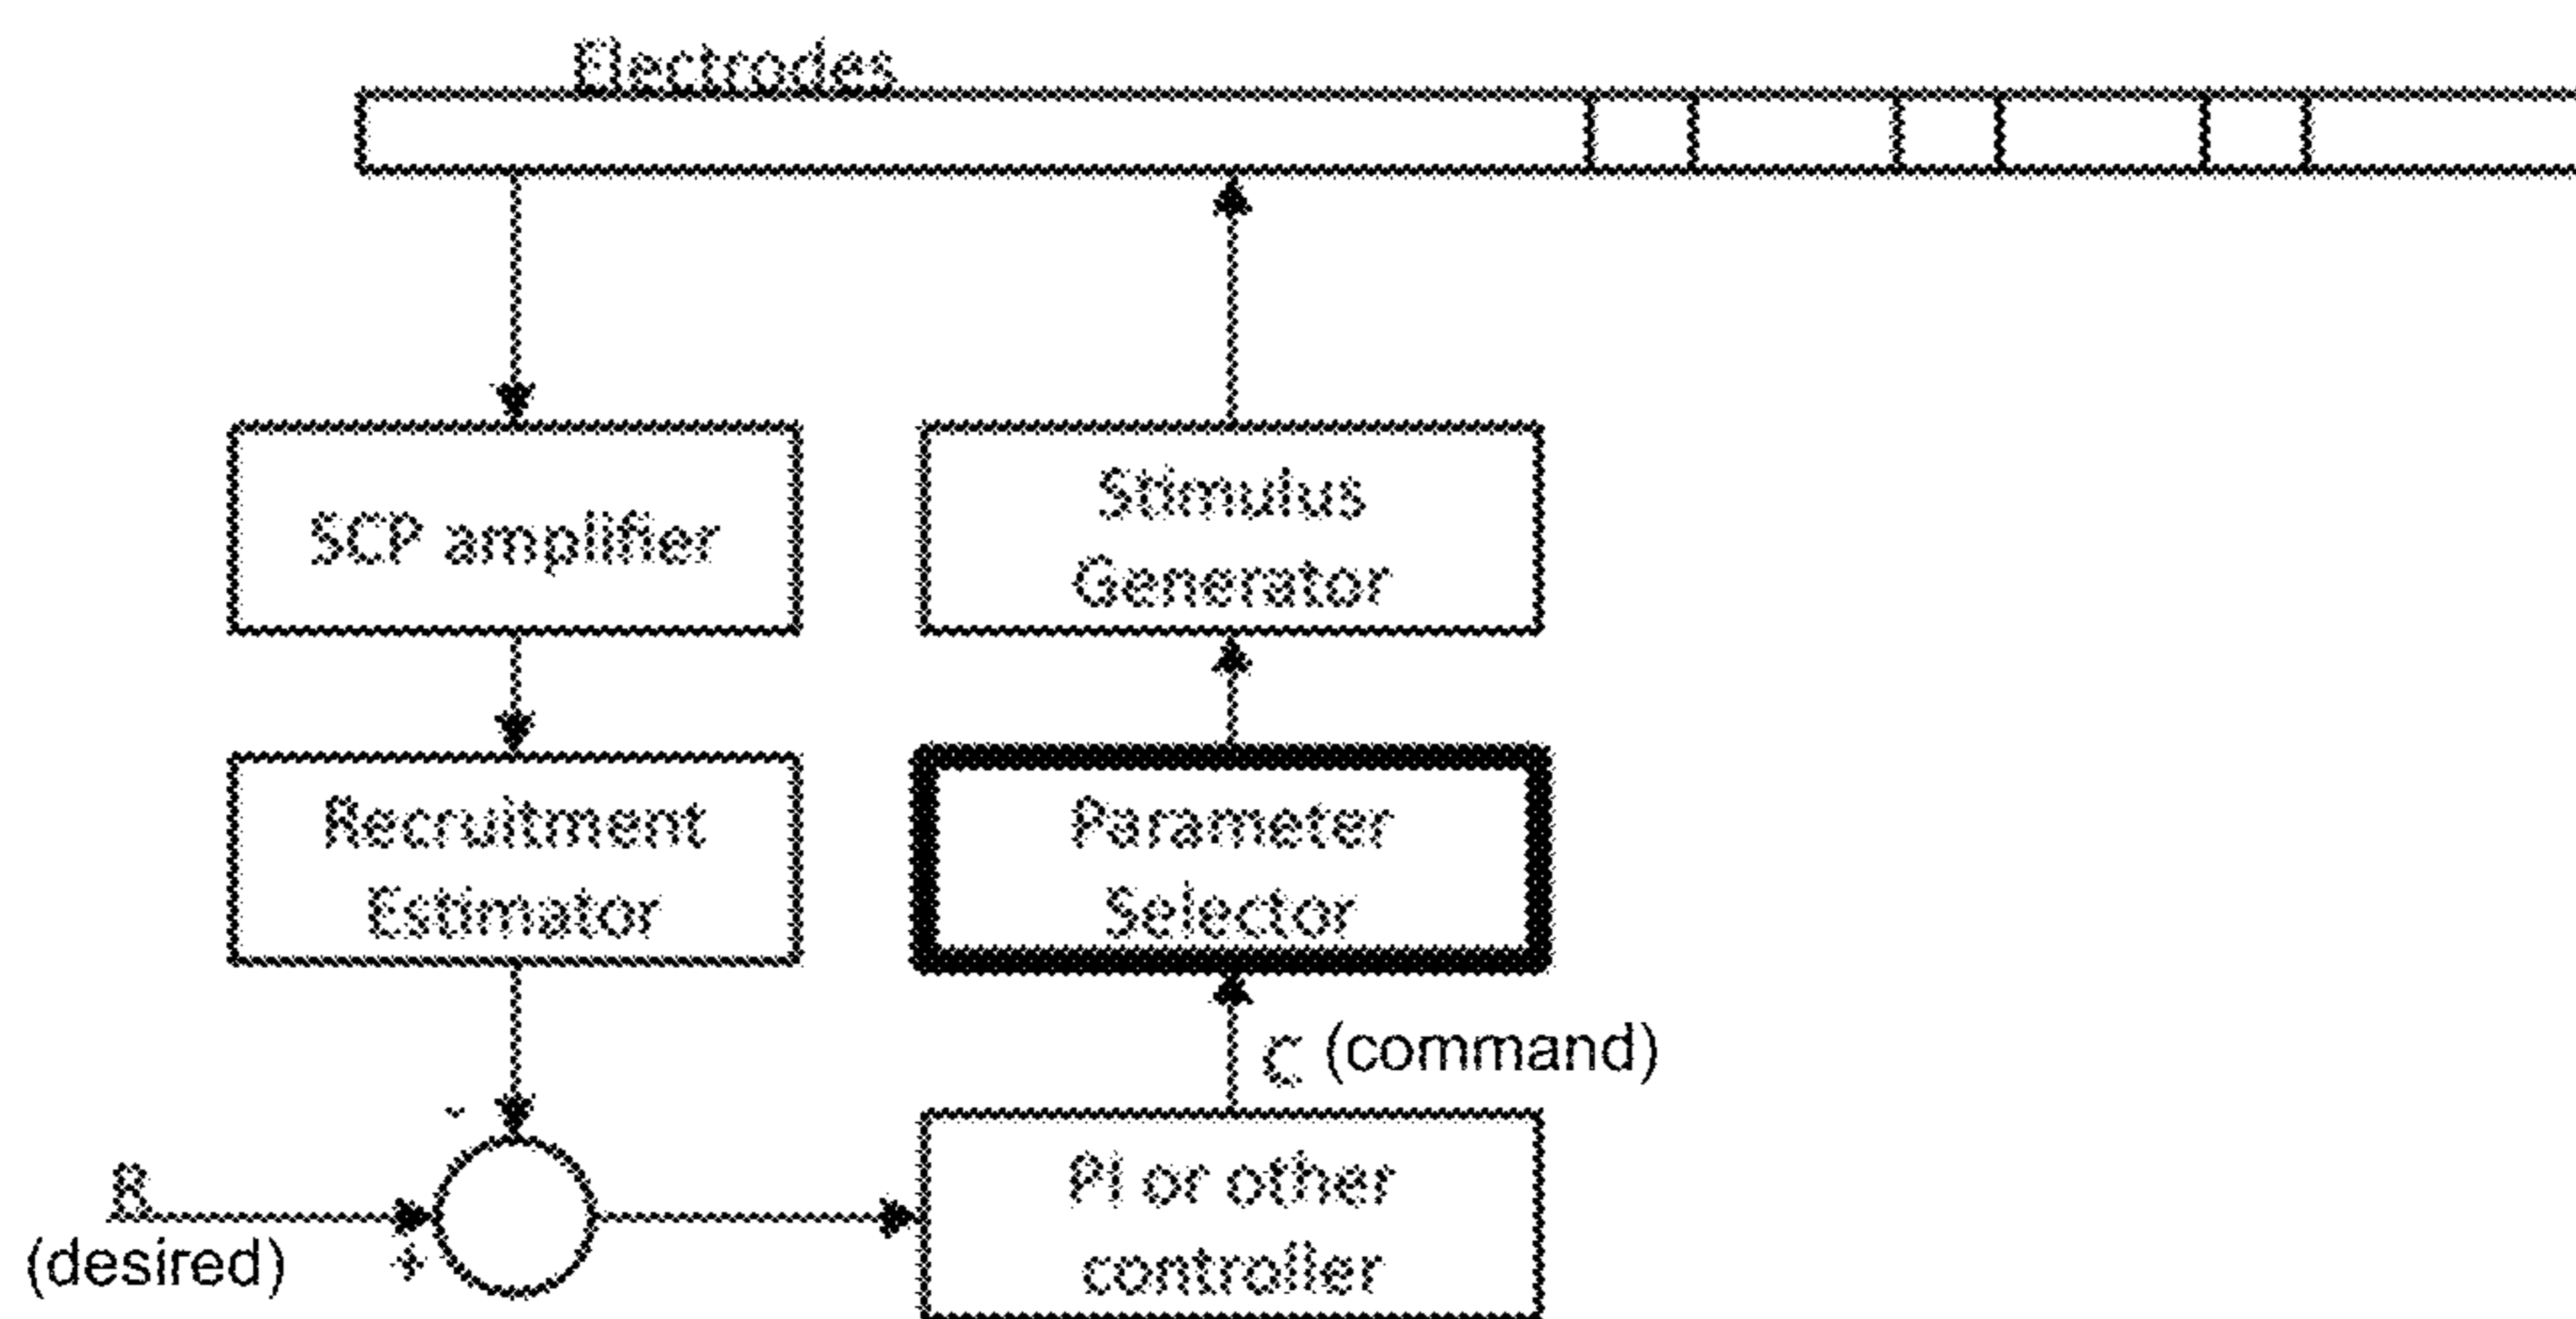 Electrodes
SCP amplifier
Stimulus
Generator
Recruitment
Estimator
Parameter
Selector
C (command)
-
R
(desired)
+
PI or other
controller